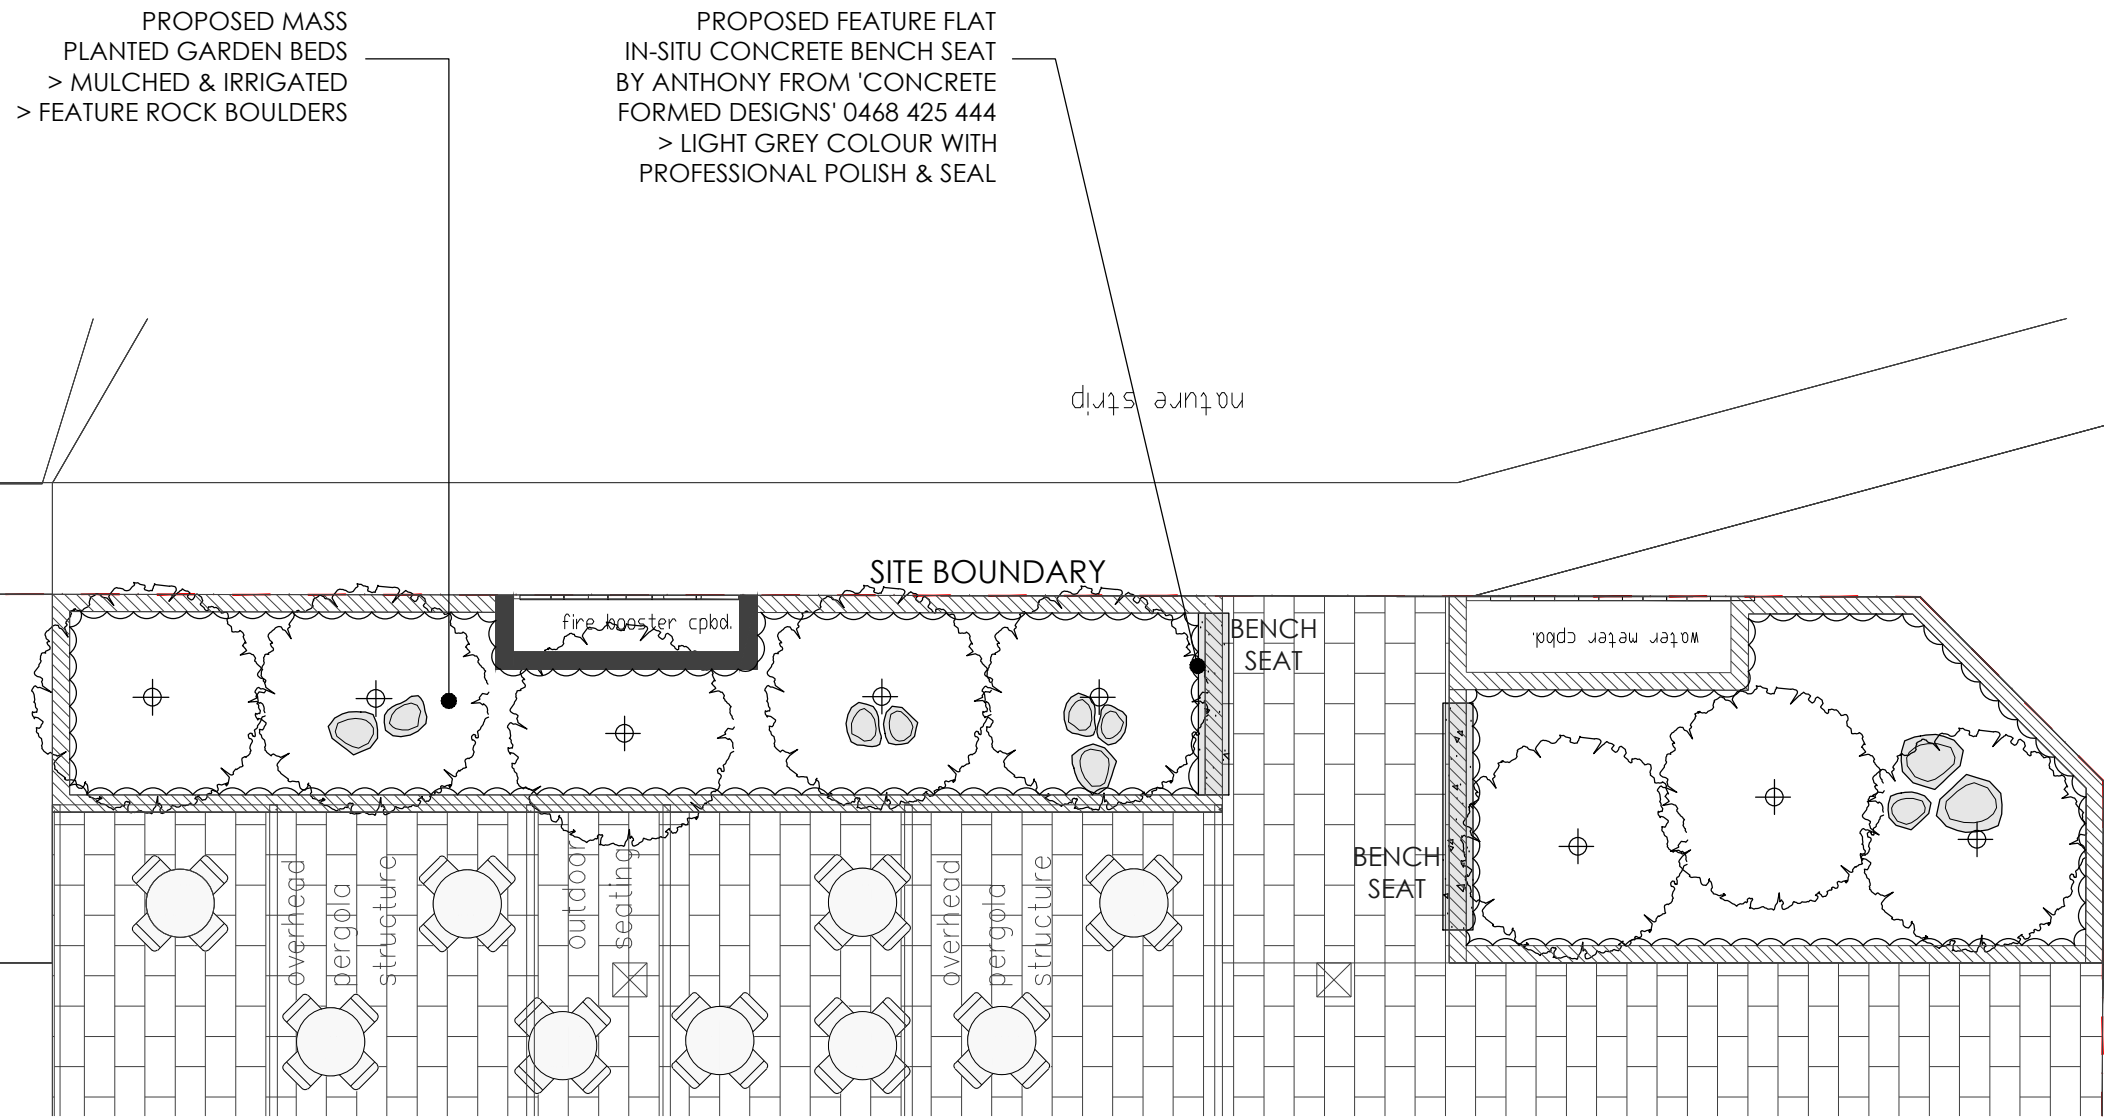 PROPOSED MASS
PLANTED GARDEN BEDS
> MULCHED & IRRIGATED
> FEATURE ROCK BOULDERS
PROPOSED FEATURE FLAT
IN-SITU CONCRETE BENCH SEAT
BY ANTHONY FROM 'CONCRETE
FORMED DESIGNS' 0468 425 444
> LIGHT GREY COLOUR WITH
PROFESSIONAL POLISH & SEAL
nature strip
SITE BOUNDARY
fire booster cpbd.
BENCH
SEAT
water meter cpbd.
BENCH
SEAT
overhead
pergola
structure
outdoor
seating
overhead
pergola
structure